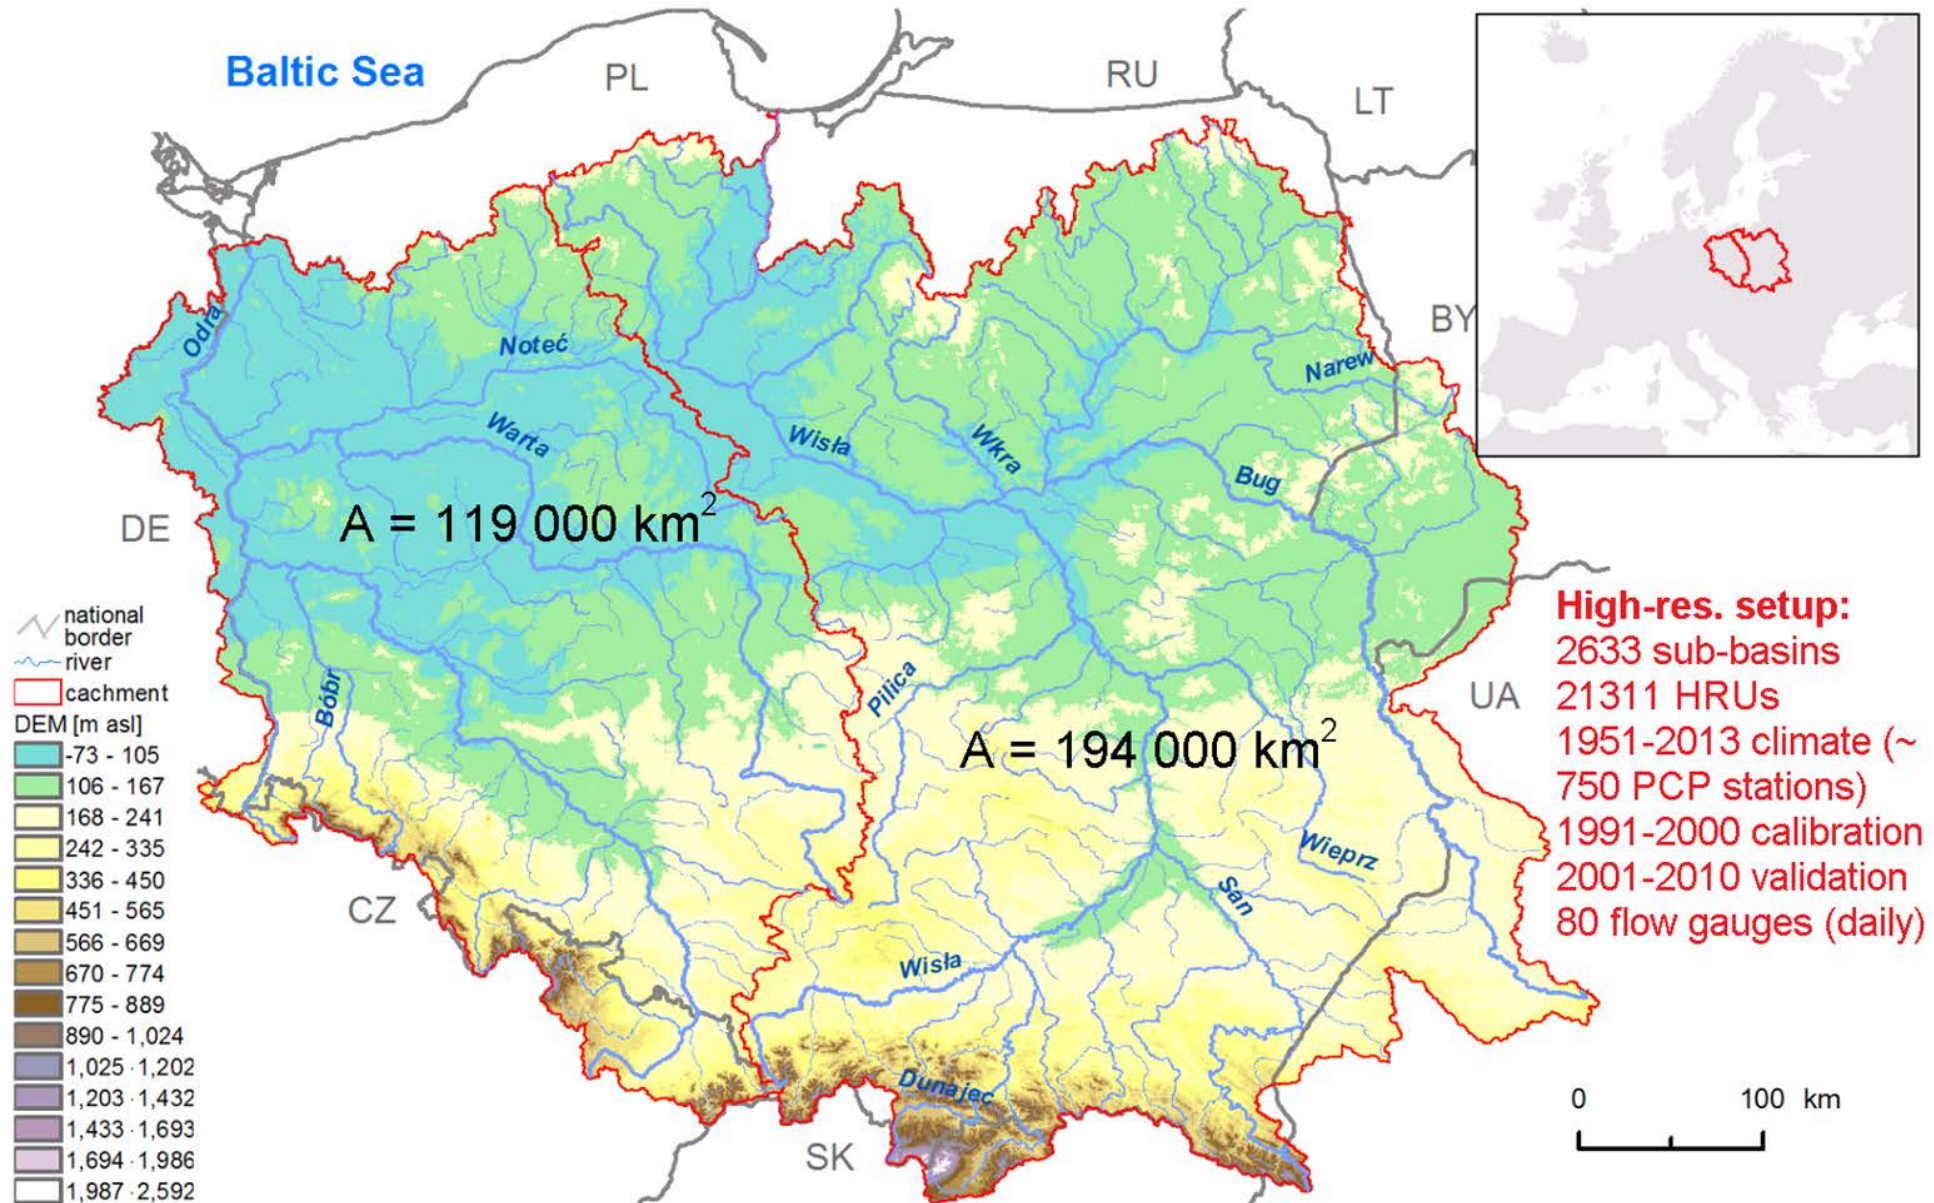 Baltic Sea
PL
RU
LT
BY
Odra
Noteć
Narew
Warta
Wisła
Wkra
Bug
DE
A = 119 000 km²
national
border
river
cachment
DEM [m asl]
-73 - 105
106 - 167
168 - 241
242 - 335
336 - 450
451 - 565
566 - 669
670 - 774
775 - 889
890 - 1,024
1,025 - 1,202
1,203 - 1,432
1,433 - 1,693
1,694 - 1,986
1,987 - 2,592
Bóbr
Pilica
UA
A = 194 000 km²
Wieprz
San
CZ
Wisła
Dunajec
SK
High-res. setup:
2633 sub-basins
21311 HRUs
1951-2013 climate (~
750 PCP stations)
1991-2000 calibration
2001-2010 validation
80 flow gauges (daily)
0 100 km